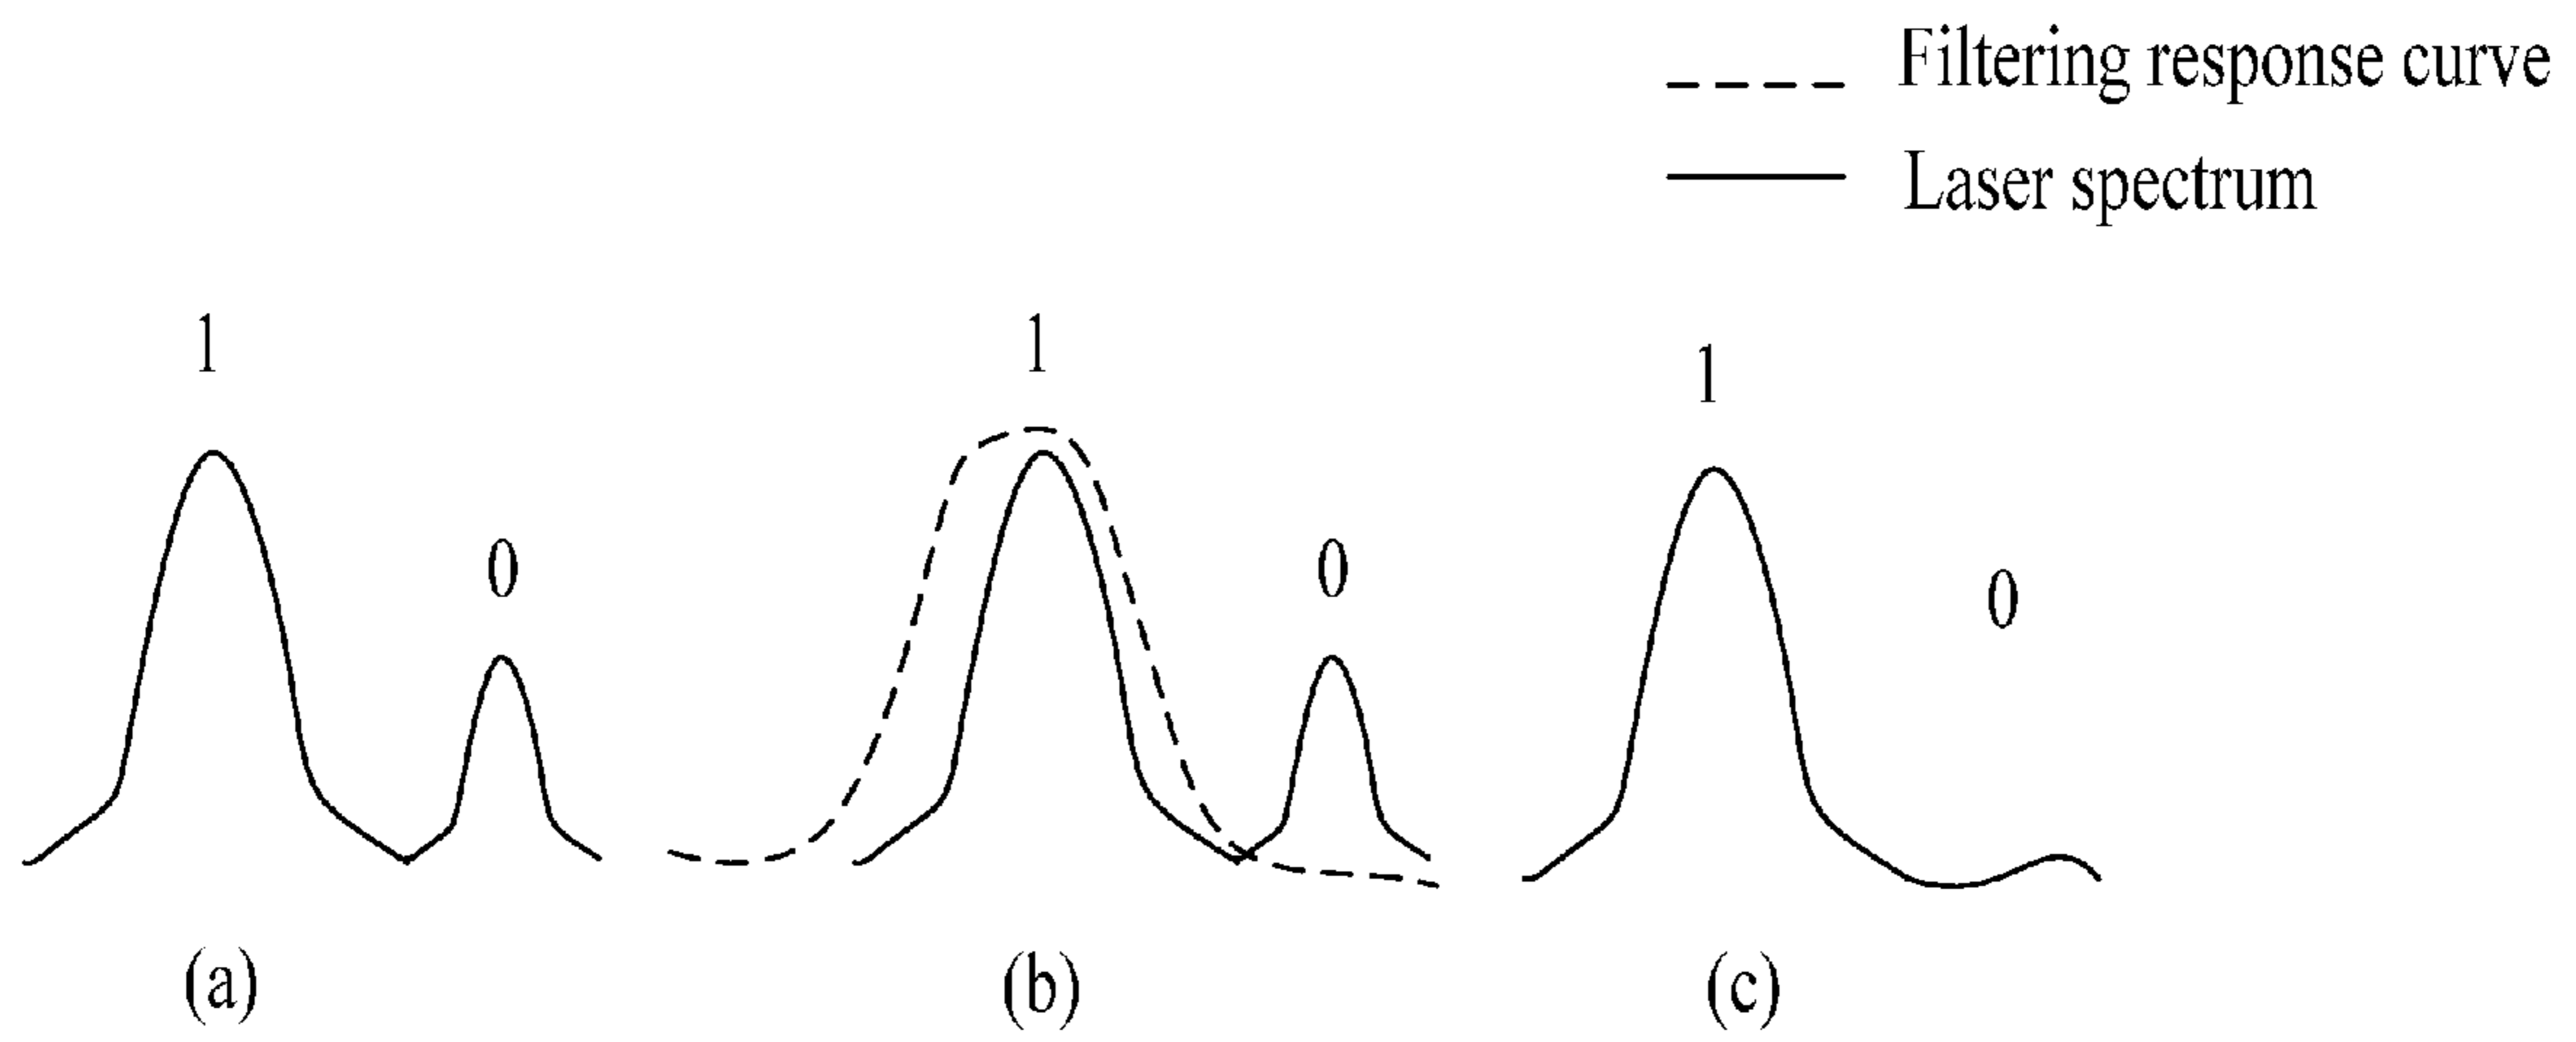 Filtering response curve
Laser spectrum
1
0
1
0
1
0
(a)
(b)
(c)